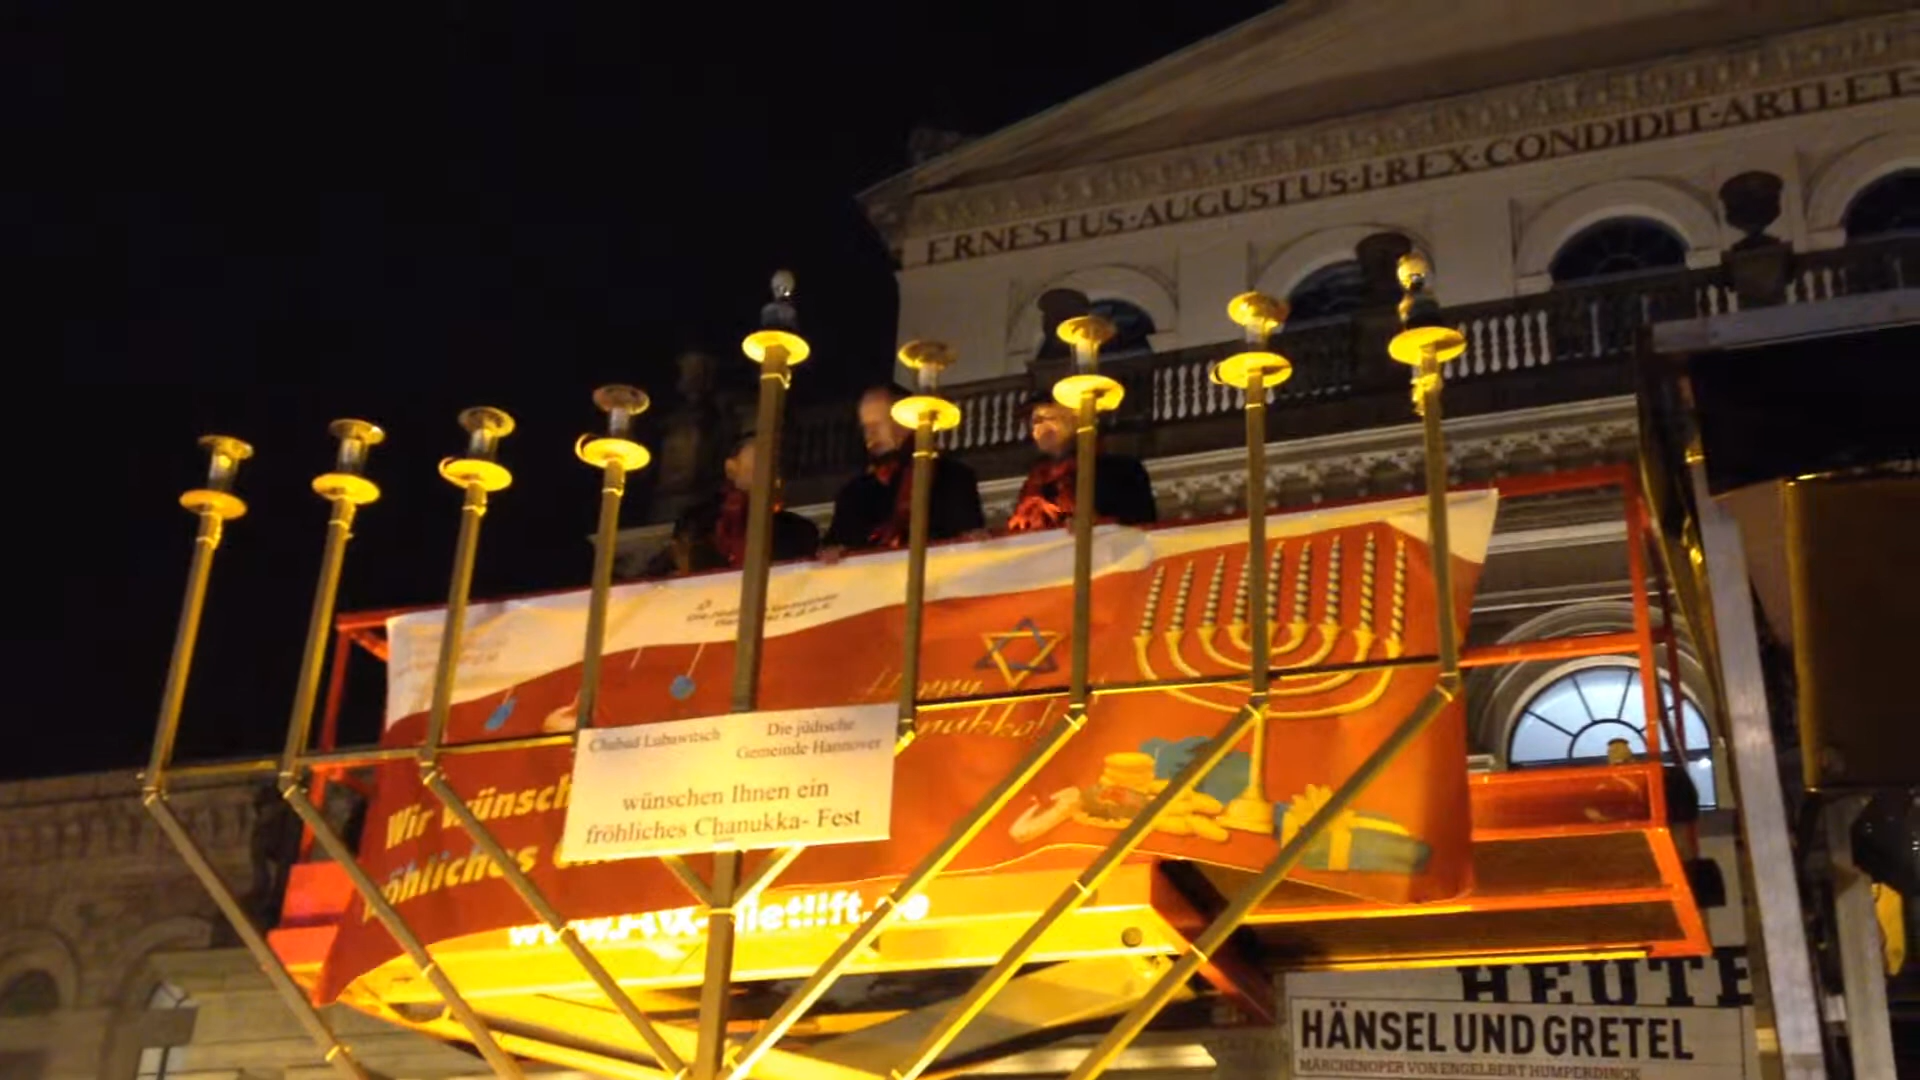 ERNESTUS·AUGUSTUS·I·REX·CONDIDIT·ARTI·ET
Wir wünsch
fröhliches
Chabad Lubawitsch
Die jüdische
Gemeinde Hannover
wünschen Ihnen ein
fröhliches Chanukka- Fest
HEUTE
HÄNSEL UND GRETEL
MÄRCHENOPER VON ENGELBERT HUMPERDINCK